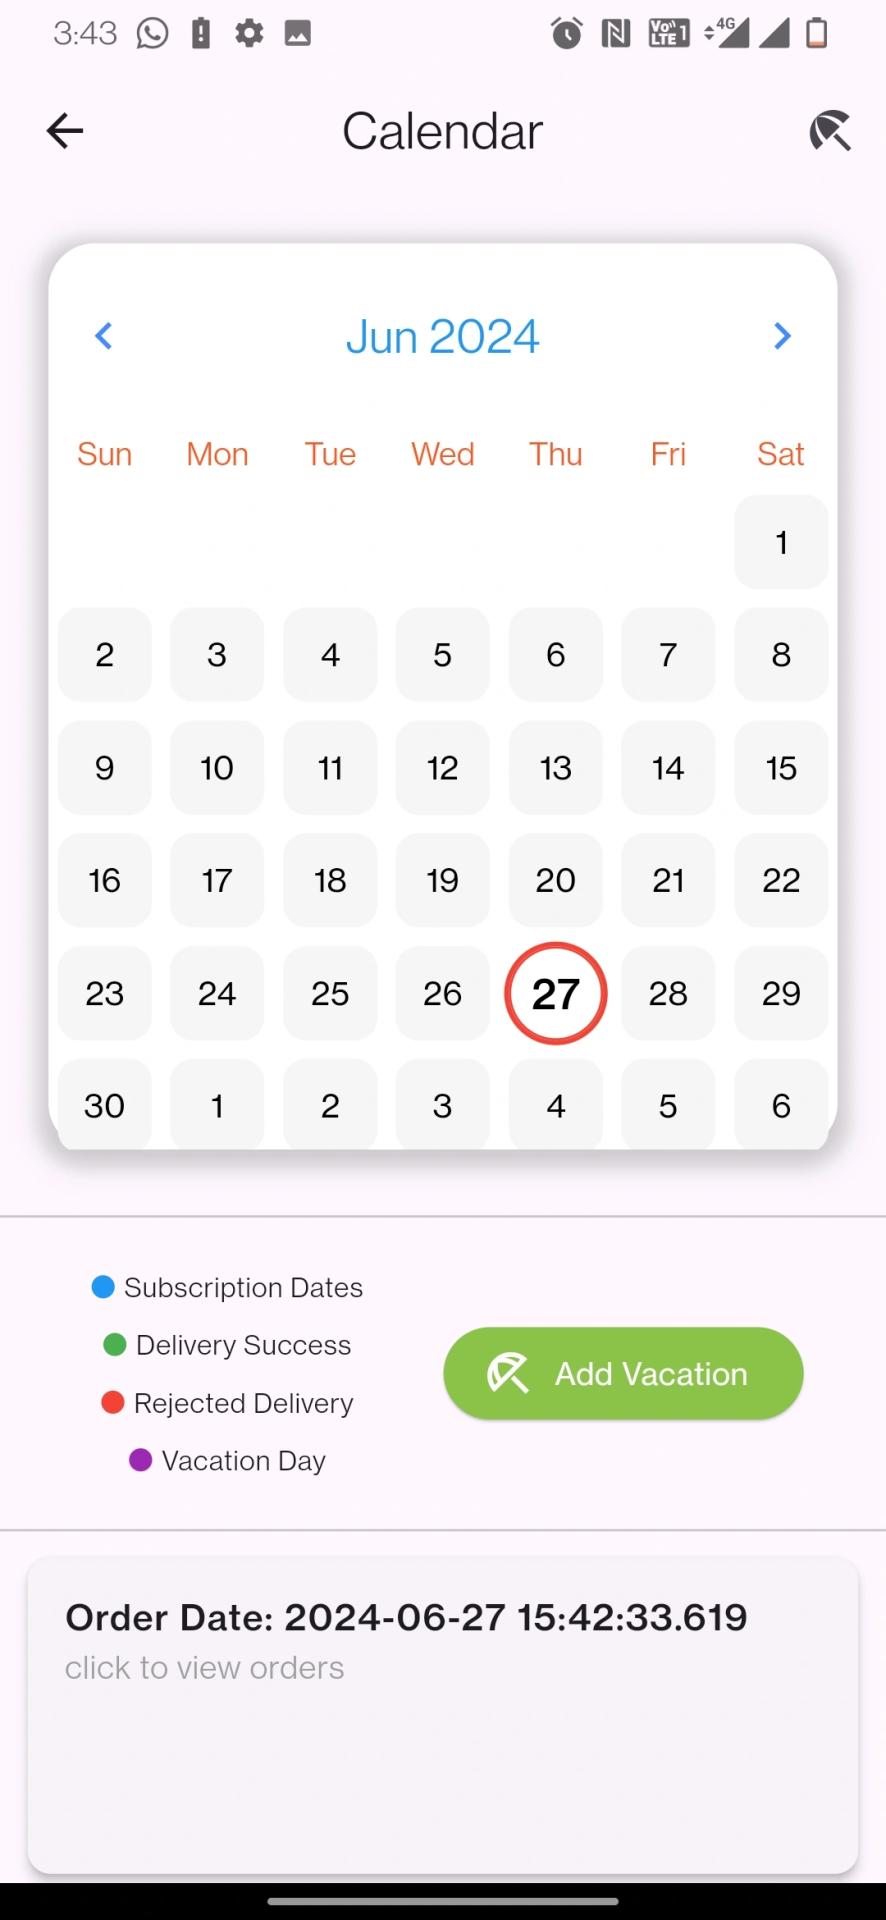 3:43 Vo)) LTE 1 4G
Calendar
Jun 2024
Sun Mon Tue Wed Thu Fri Sat
1
2 3 4 5 6 7 8
9 10 11 12 13 14 15
16 17 18 19 20 21 22
23 24 25 26 27 28 29
30 1 2 3 4 5 6
Subscription Dates
Delivery Success
Rejected Delivery
Vacation Day
Add Vacation
Order Date: 2024-06-27 15:42:33.619
click to view orders